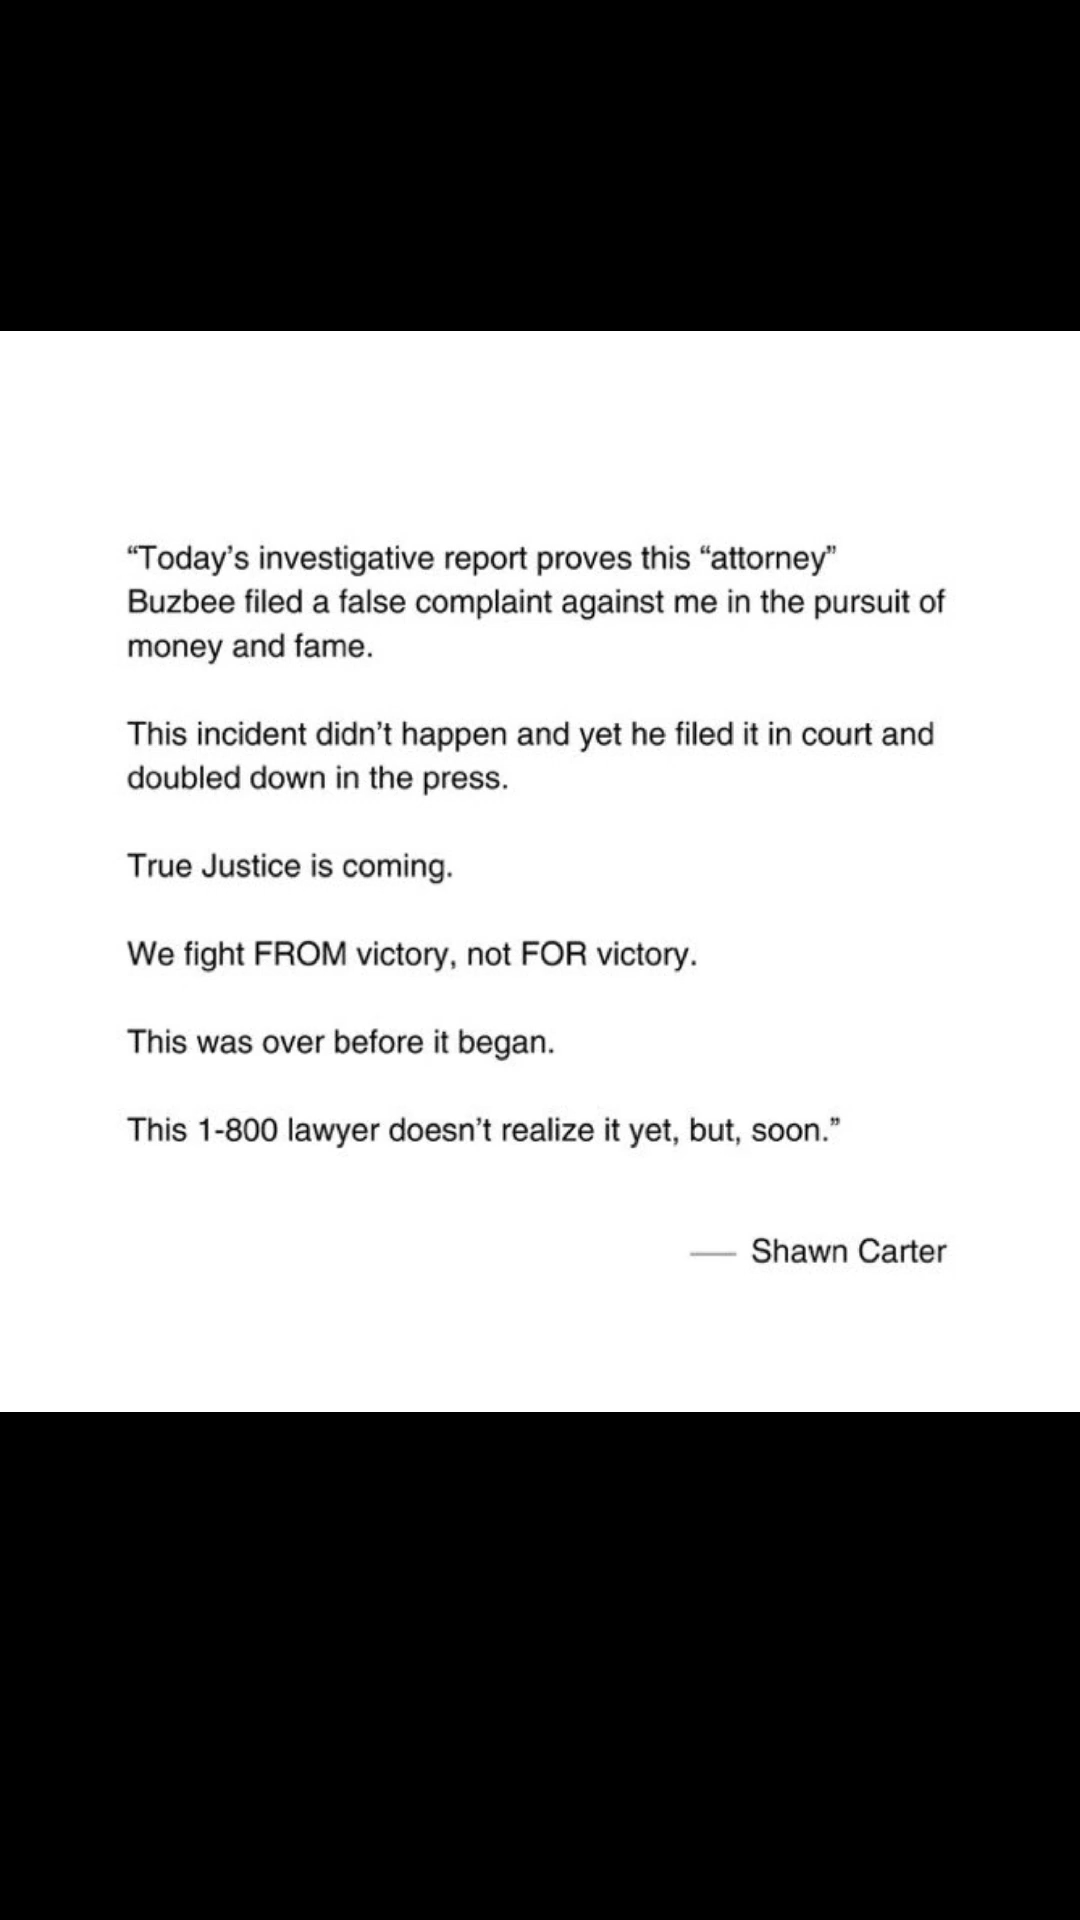 “Today’s investigative report proves this “attorney”
Buzbee filed a false complaint against me in the pursuit of
money and fame.
This incident didn’t happen and yet he filed it in court and
doubled down in the press.
True Justice is coming.
We fight FROM victory, not FOR victory.
This was over before it began.
This 1-800 lawyer doesn’t realize it yet, but, soon.”
— Shawn Carter